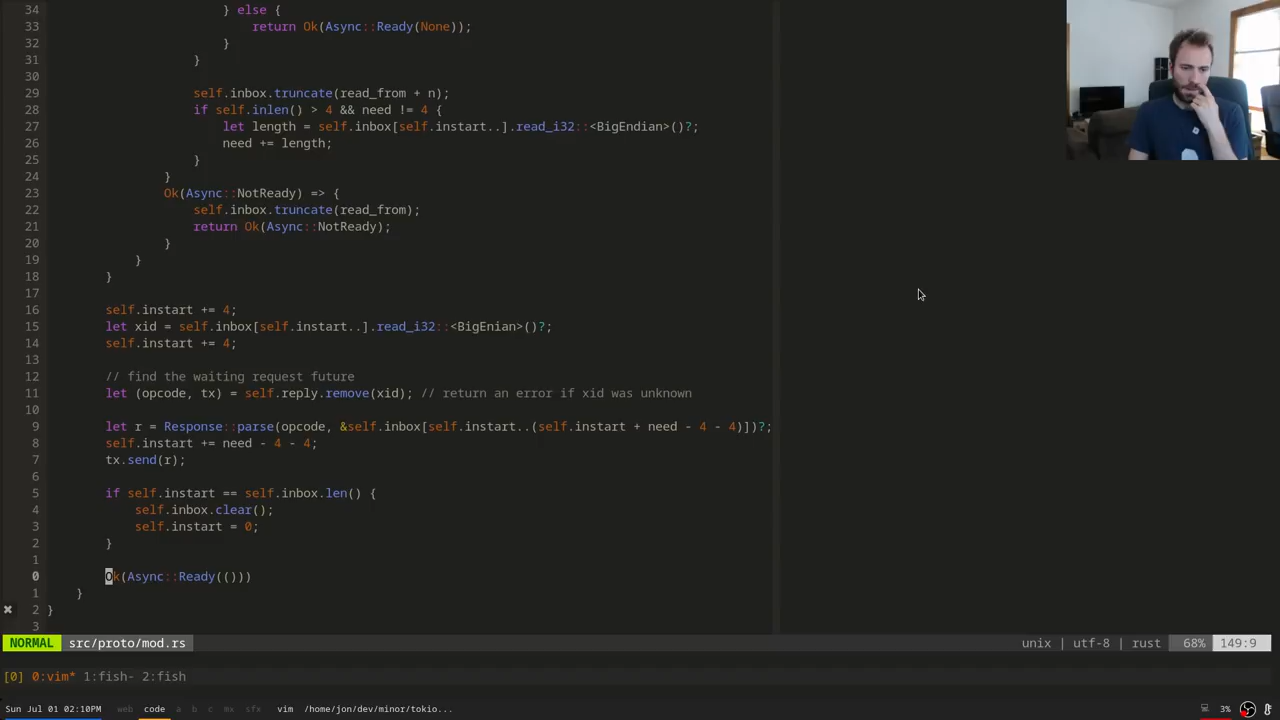 34 } else {
33 return Ok(Async::Ready(None));
32 }
31 }
30
29 self.inbox.truncate(read_from + n);
28 if self.inlen() > 4 && need != 4 {
27 let length = self.inbox[self.instart..].read_i32::<BigEndian>()?;
26 need += length;
25 }
24 }
23 Ok(Async::NotReady) => {
22 self.inbox.truncate(read_from);
21 return Ok(Async::NotReady);
20 }
19 }
18 }
17
16 self.instart += 4;
15 let xid = self.inbox[self.instart..].read_i32::<BigEnian>()?;
14 self.instart += 4;
13
12 // find the waiting request future
11 let (opcode, tx) = self.reply.remove(xid); // return an error if xid was unknown
10
9 let r = Response::parse(opcode, &self.inbox[self.instart..(self.instart + need - 4 - 4)])?;
8 self.instart += need - 4 - 4;
7 tx.send(r);
6
5 if self.instart == self.inbox.len() {
4 self.inbox.clear();
3 self.instart = 0;
2 }
1
0 Ok(Async::Ready(()))
1 }
2 }
3
NORMAL src/proto/mod.rs unix | utf-8 | rust 68% 149:9
[0] 0:vim* 1:fish- 2:fish
Sun Jul 01 02:10PM web code a b c mx sfx vim /home/jon/dev/minor/tokio... 3%